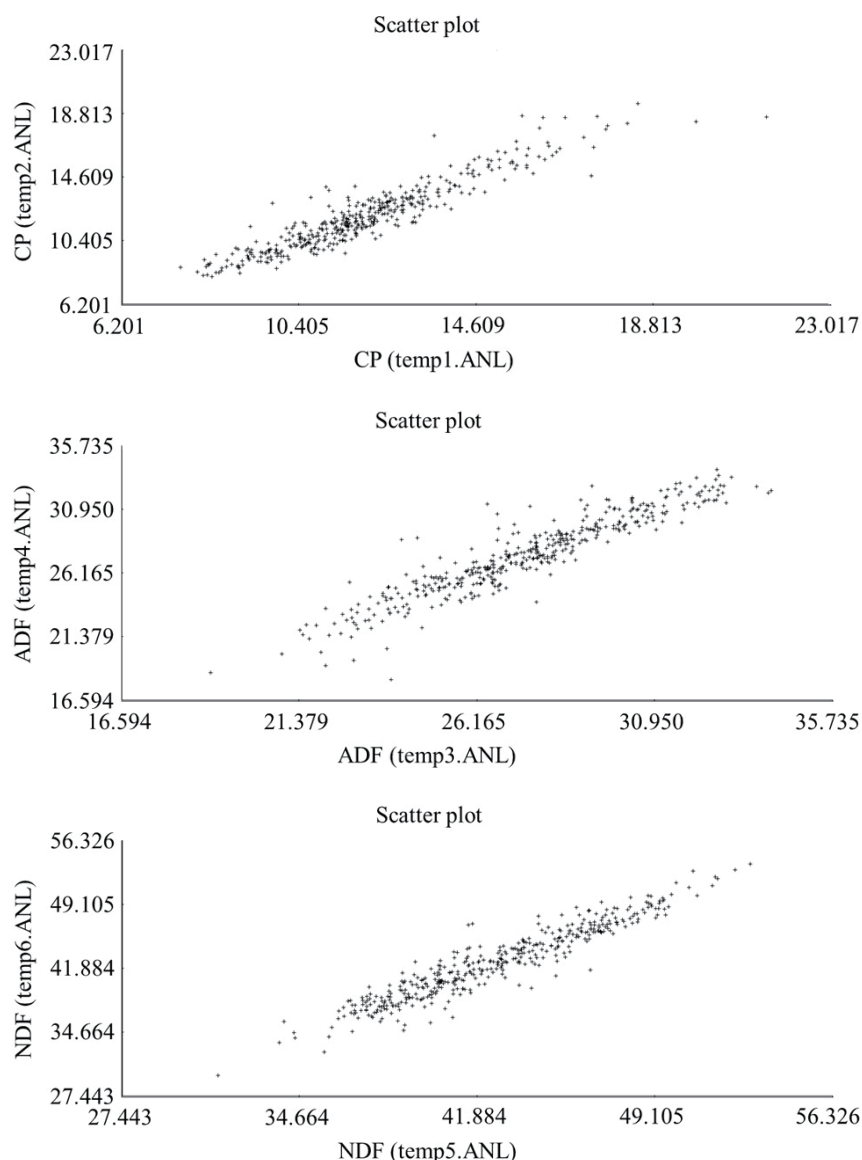 Scatter plot
23.017
18.813
14.609
10.405
6.201
CP (temp2.ANL)
6.201 10.405 14.609 18.813 23.017
CP (temp1.ANL)
Scatter plot
35.735
30.950
26.165
21.379
16.594
ADF (temp4.ANL)
16.594 21.379 26.165 30.950 35.735
ADF (temp3.ANL)
Scatter plot
56.326
49.105
41.884
34.664
27.443
NDF (temp6.ANL)
27.443 34.664 41.884 49.105 56.326
NDF (temp5.ANL)